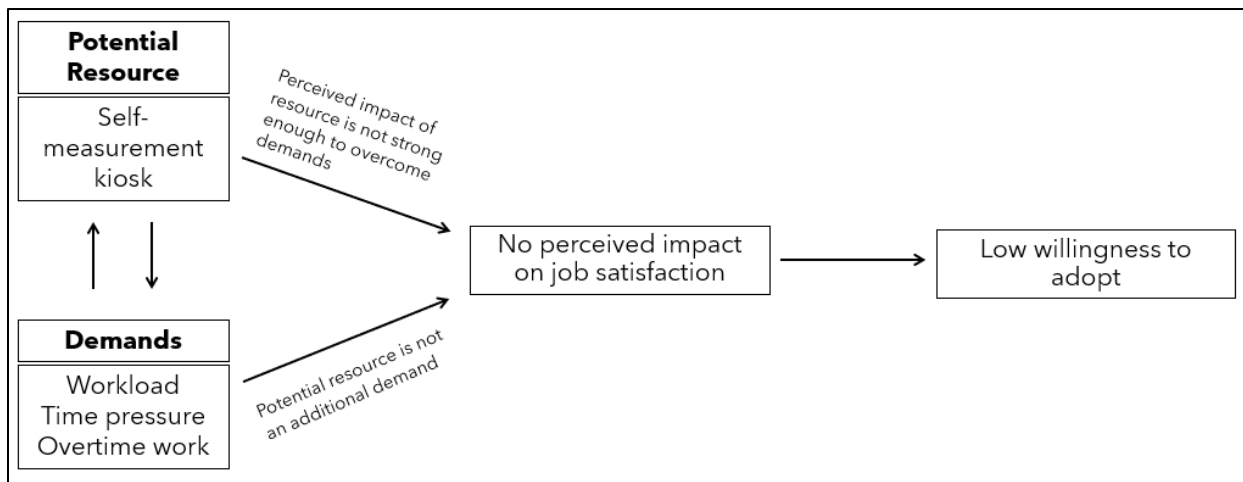 Potential
Resource
Self-
measurement
kiosk
Perceived impact of
resource is not strong
enough to overcome
demands
No perceived impact
on job satisfaction
Low willingness to
adopt
Demands
Workload
Time pressure
Overtime work
Potential resource is not
an additional demand